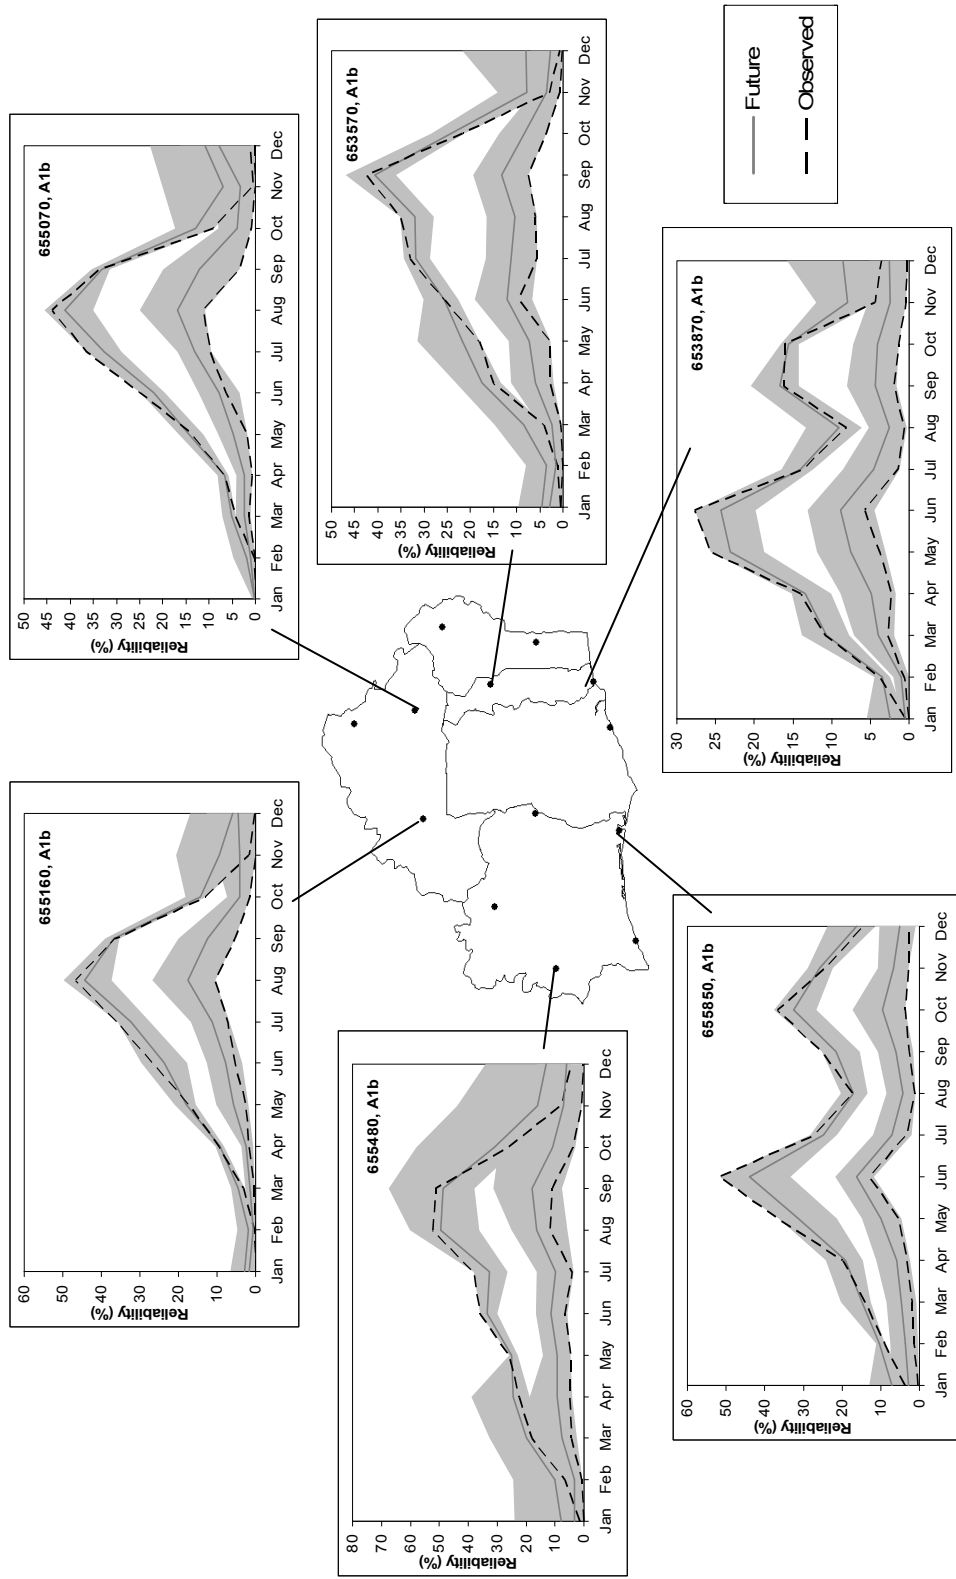 655160, A1b
Reliability (%)
60
50
40
30
20
10
0
Jan Feb Mar Apr May Jun Jul Aug Sep Oct Nov Dec
655070, A1b
Reliability (%)
50
45
40
35
30
25
20
15
10
5
0
Jan Feb Mar Apr May Jun Jul Aug Sep Oct Nov Dec
655480, A1b
Reliability (%)
80
70
60
50
40
30
20
10
0
Jan Feb Mar Apr May Jun Jul Aug Sep Oct Nov Dec
653570, A1b
Reliability (%)
50
45
40
35
30
25
20
15
10
5
0
Jan Feb Mar Apr May Jun Jul Aug Sep Oct Nov Dec
655850, A1b
Reliability (%)
60
50
40
30
20
10
0
Jan Feb Mar Apr May Jun Jul Aug Sep Oct Nov Dec
653870, A1b
Reliability (%)
30
25
20
15
10
5
0
Jan Feb Mar Apr May Jun Jul Aug Sep Oct Nov Dec
Future
Observed